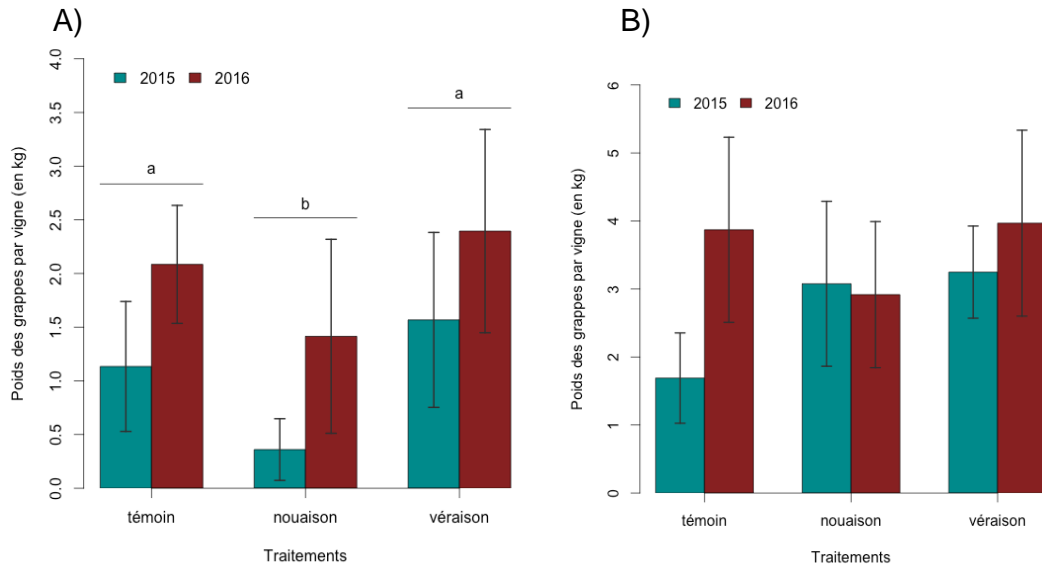 A)
Poids des grappes par vigne (en kg)
4.0
3.5
3.0
2.5
2.0
1.5
1.0
0.5
0.0
2015 2016
a
b
a
témoin nouaison véraison
Traitements
B)
Poids des grappes par vigne (en kg)
6
5
4
3
2
1
0
2015 2016
témoin nouaison véraison
Traitements